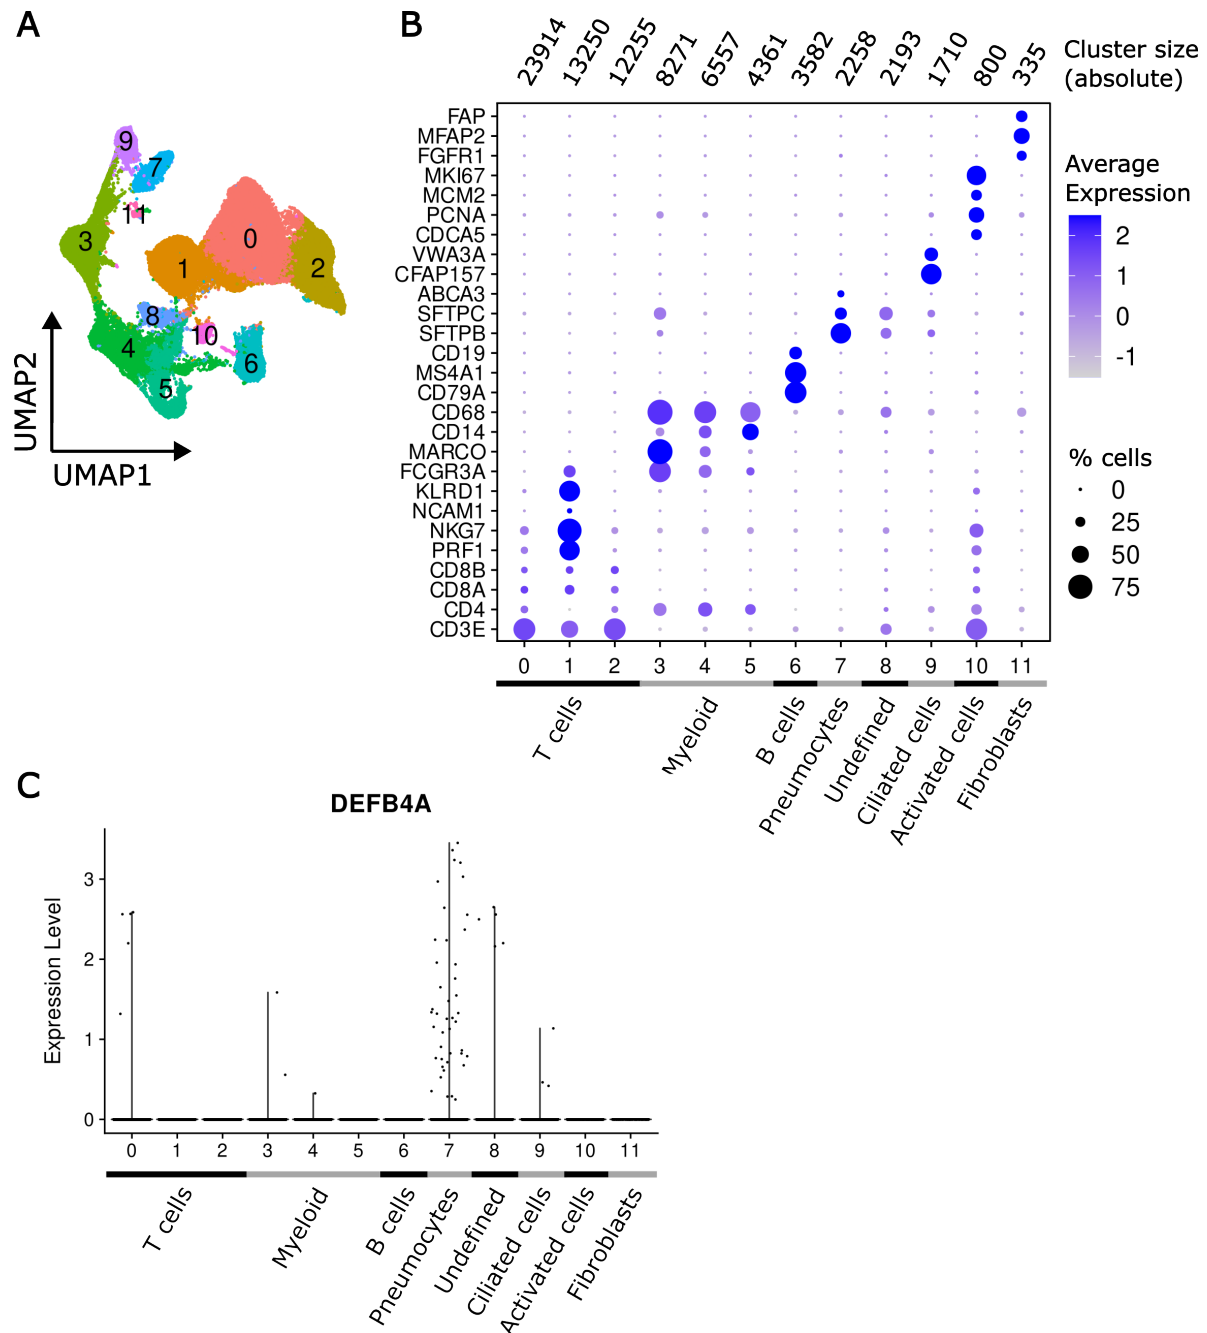 A
9
7
11
3
0
1
2
8
10
4
6
5
UMAP2
UMAP1
B
23914 13250 12255 8271 6557 4361 3582 2258 2193 1710 800 335
Cluster size
(absolute)
FAP
MFAP2
FGFR1
MKI67
MCM2
PCNA
CDCA5
VWA3A
CFAP157
ABCA3
SFTPC
SFTPB
CD19
MS4A1
CD79A
CD68
CD14
MARCO
FCGR3A
KLRD1
NCAM1
NKG7
PRF1
CD8B
CD8A
CD4
CD3E
0 1 2 3 4 5 6 7 8 9 10 11
T cells
Myeloid
B cells
Pneumocytes
Undefined
Ciliated cells
Activated cells
Fibroblasts
Average
Expression
2
1
0
-1
% cells
0
25
50
75
C
DEFB4A
Expression Level
3
2
1
0
0 1 2 3 4 5 6 7 8 9 10 11
T cells
Myeloid
B cells
Pneumocytes
Undefined
Ciliated cells
Activated cells
Fibroblasts